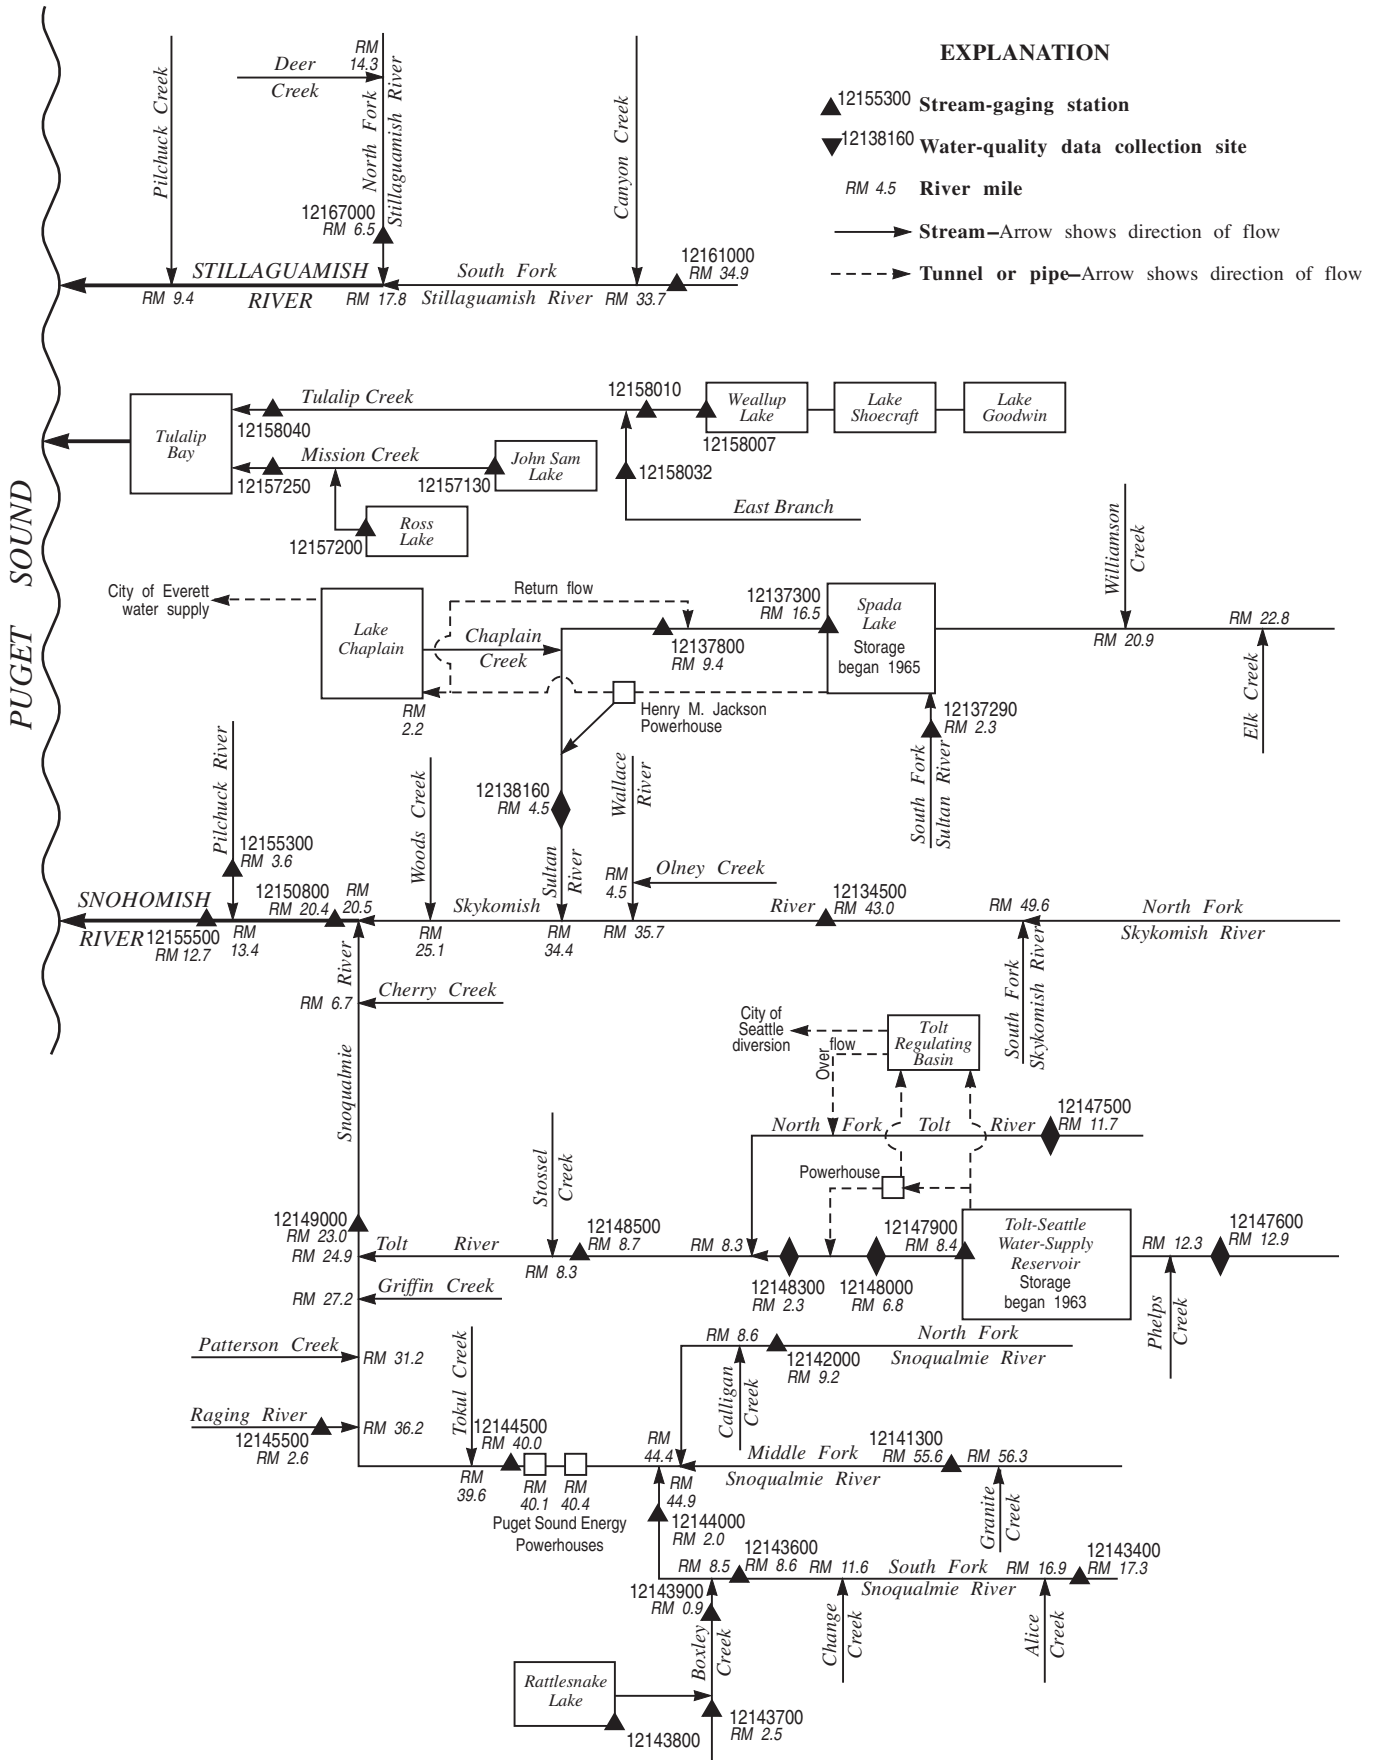 EXPLANATION
12155300 Stream-gaging station
12138160 Water-quality data collection site
RM 4.5 River mile
Stream–Arrow shows direction of flow
Tunnel or pipe–Arrow shows direction of flow
PUGET SOUND
Pilchuck Creek
Deer
Creek
RM
14.3
North Fork
Stillaguamish River
Canyon Creek
12167000
RM 6.5
12161000
RM 34.9
STILLAGUAMISH
RIVER
South Fork
Stillaguamish River
RM 9.4
RM 17.8
RM 33.7
Tulalip
Bay
Tulalip Creek
12158040
12158010
Weallup
Lake
12158007
Lake
Shoecraft
Lake
Goodwin
Mission Creek
12157250
12157130
John Sam
Lake
12158032
East Branch
Ross
Lake
12157200
City of Everett
water supply
Lake
Chaplain
Return flow
Chaplain
Creek
12137300
RM 16.5
12137800
RM 9.4
Spada
Lake
Storage
began 1965
Williamson
Creek
RM 20.9
RM 22.8
Elk Creek
RM
2.2
Henry M. Jackson
Powerhouse
12137290
RM 2.3
South Fork
Sultan River
Pilchuck River
Woods Creek
12138160
RM 4.5
Wallace
River
12155300
RM 3.6
Sultan
River
RM
4.5
Olney Creek
SNOHOMISH
RIVER
12150800
RM 20.4
RM
20.5
Skykomish
River
12134500
RM 43.0
RM 49.6
North Fork
Skykomish River
12155500
RM 12.7
RM
13.4
RM
25.1
RM
34.4
RM 35.7
South Fork
Skykomish River
Snoqualmie
River
RM 6.7
Cherry Creek
City of
Seattle
diversion
Tolt
Regulating
Basin
Over flow
North Fork Tolt River
12147500
RM 11.7
Stossel
Creek
Powerhouse
12149000
RM 23.0
RM 24.9
Tolt River
12148500
RM 8.7
RM 8.3
RM 8.3
12147900
RM 8.4
Tolt-Seattle
Water-Supply
Reservoir
Storage
began 1963
RM 12.3
12147600
RM 12.9
12148300
RM 2.3
12148000
RM 6.8
Phelps
Creek
RM 27.2
Griffin Creek
Patterson Creek
RM 31.2
Tokul Creek
RM 8.6
North Fork
Snoqualmie River
12142000
RM 9.2
Calligan
Creek
Raging River
RM 36.2
12145500
RM 2.6
12144500
RM 40.0
RM
44.4
Middle Fork
Snoqualmie River
12141300
RM 55.6
RM 56.3
RM
39.6
RM
40.1
RM
40.4
Puget Sound Energy
Powerhouses
RM
44.9
Granite
Creek
12144000
RM 2.0
RM 8.5
12143600
RM 8.6
RM 11.6
South Fork
Snoqualmie River
RM 16.9
12143400
RM 17.3
12143900
RM 0.9
Boxley
Creek
Change
Creek
Alice
Creek
Rattlesnake
Lake
12143800
12143700
RM 2.5